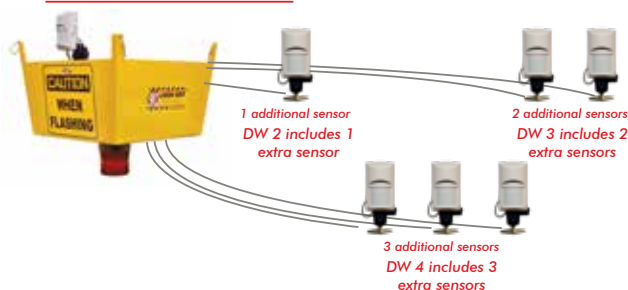 CAUTION
WHEN
FLASHING
1 additional sensor
DW 2 includes 1
extra sensor
2 additional sensors
DW 3 includes 2
extra sensors
3 additional sensors
DW 4 includes 3
extra sensors